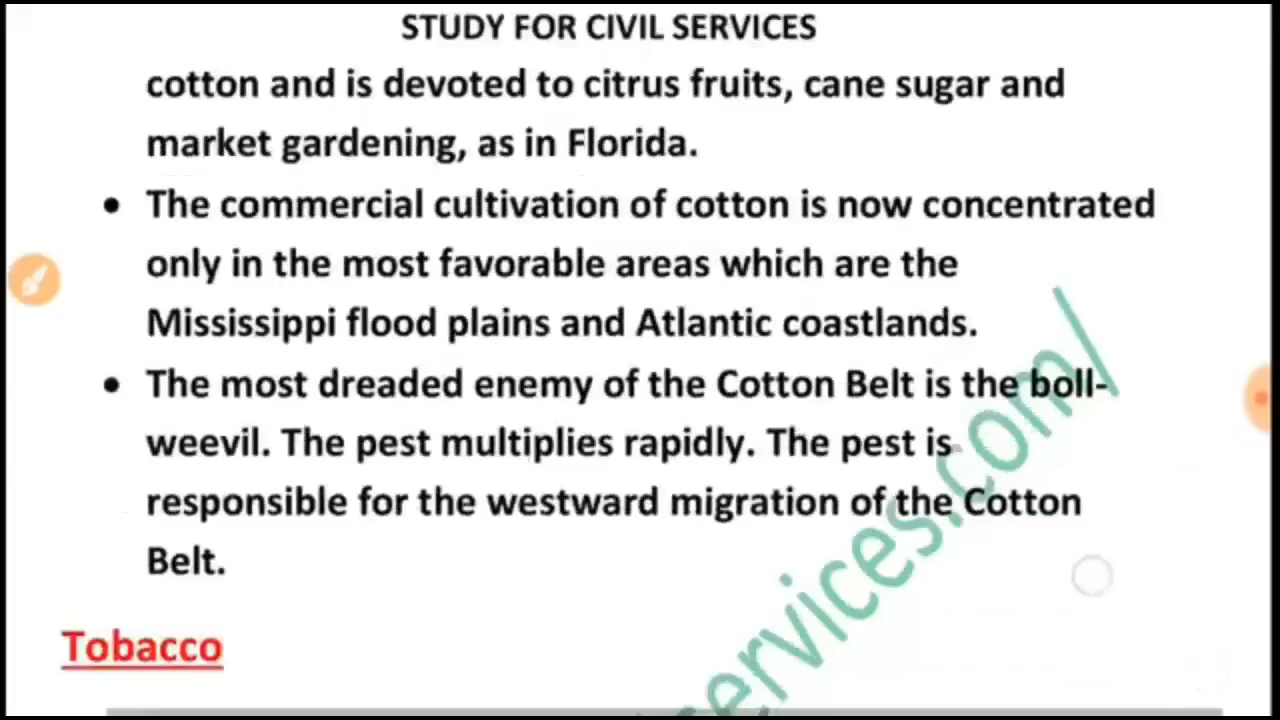 STUDY FOR CIVIL SERVICES
cotton and is devoted to citrus fruits, cane sugar and
market gardening, as in Florida.
• The commercial cultivation of cotton is now concentrated
only in the most favorable areas which are the
Mississippi flood plains and Atlantic coastlands.
• The most dreaded enemy of the Cotton Belt is the boll-
weevil. The pest multiplies rapidly. The pest is
responsible for the westward migration of the Cotton
Belt.
services.com/
Tobacco